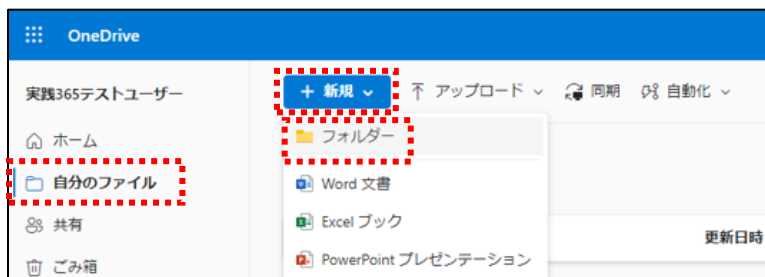 OneDrive
実践365テストユーザー
+ 新規 アップロード 同期 自動化
ホーム
フォルダー
自分のファイル
Word 文書
共有
Excel ブック
更新日時
ごみ箱
PowerPoint プレゼンテーション